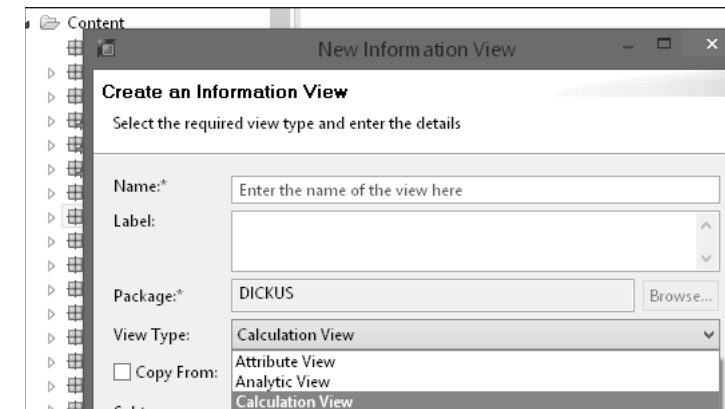 Content
New Information View
Create an Information View
Select the required view type and enter the details
Name:*
Enter the name of the view here
Label:
Package:*
DICKUS
Browse...
View Type:
Calculation View
Attribute View
Copy From:
Analytic View
Calculation View